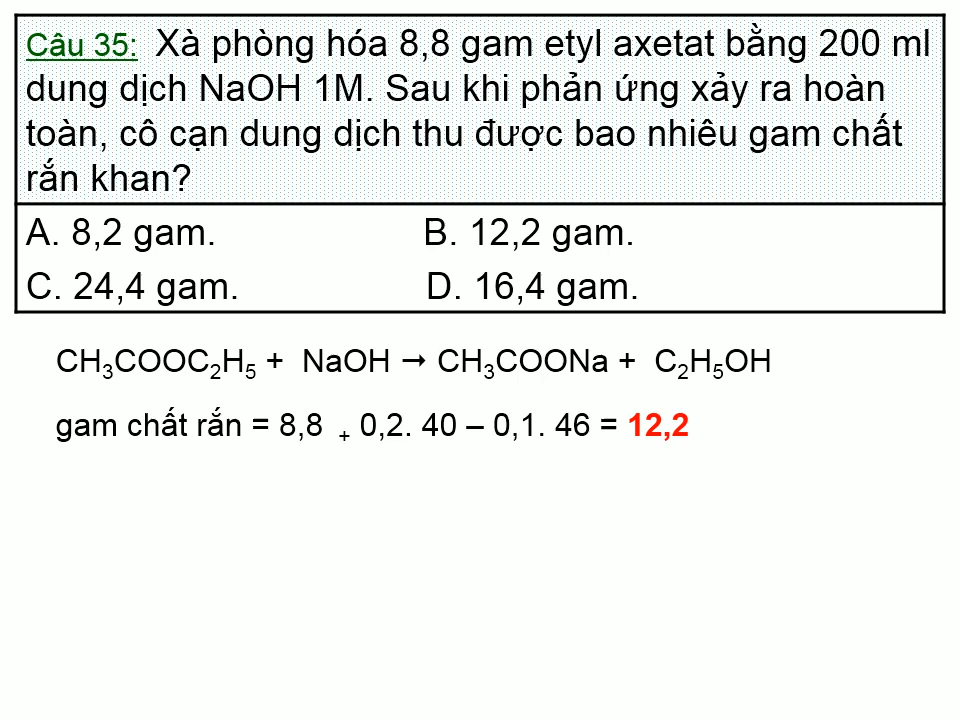 Câu 35: Xà phòng hóa 8,8 gam etyl axetat bằng 200 ml
dung dịch NaOH 1M. Sau khi phản ứng xảy ra hoàn
toàn, cô cạn dung dịch thu được bao nhiêu gam chất
rắn khan?
A. 8,2 gam. B. 12,2 gam.
C. 24,4 gam. D. 16,4 gam.
CH₃COOC₂H₅ + NaOH → CH₃COONa + C₂H₅OH
gam chất rắn = 8,8 + 0,2. 40 – 0,1. 46 = 12,2